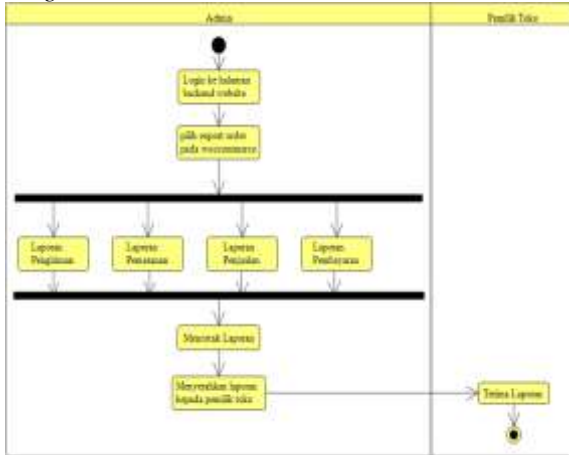 Admin
Pemilik Toko
Login ke halaman
backend website
pilih export order
pada woocommerce
Laporan
Pengiriman
Laporan
Pemesanan
Laporan
Penjualan
Laporan
Pembayaran
Mencetak Laporan
Menyerahkan laporan
kepada pemilik toko
Terima Laporan